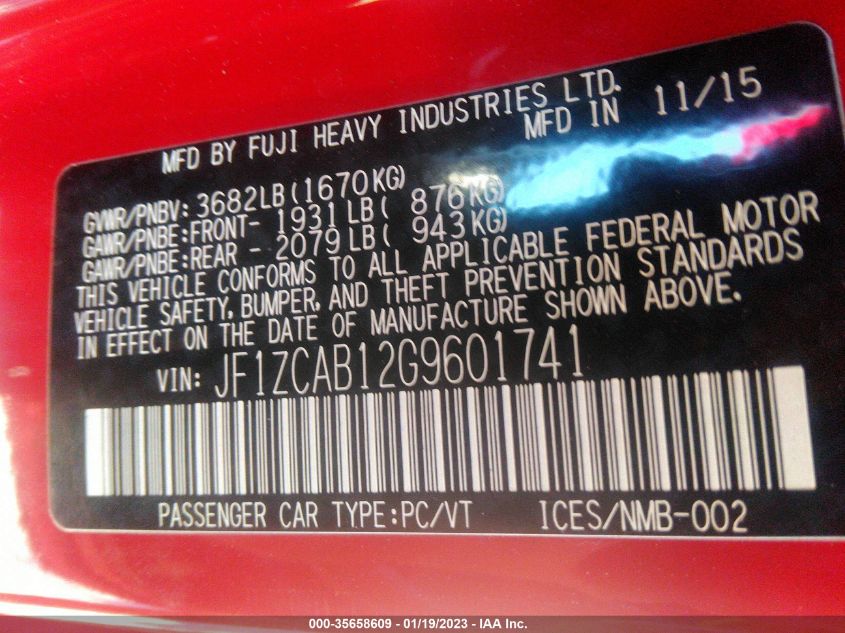 MFD BY FUJI HEAVY INDUSTRIES LTD.
MFD IN 11/15
GVWR/PNBV: 3682LB(1670KG)
GAWR/PNBE:FRONT- 1931LB( 876KG)
GAWR/PNBE:REAR - 2079LB( 943KG)
THIS VEHICLE CONFORMS TO ALL APPLICABLE FEDERAL MOTOR
VEHICLE SAFETY, BUMPER, AND THEFT PREVENTION STANDARDS
IN EFFECT ON THE DATE OF MANUFACTURE SHOWN ABOVE.
VIN: JF1ZCAB12G9601741
PASSENGER CAR TYPE:PC/VT ICES/NMB-002
000-35658609 - 01/19/2023 - IAA Inc.